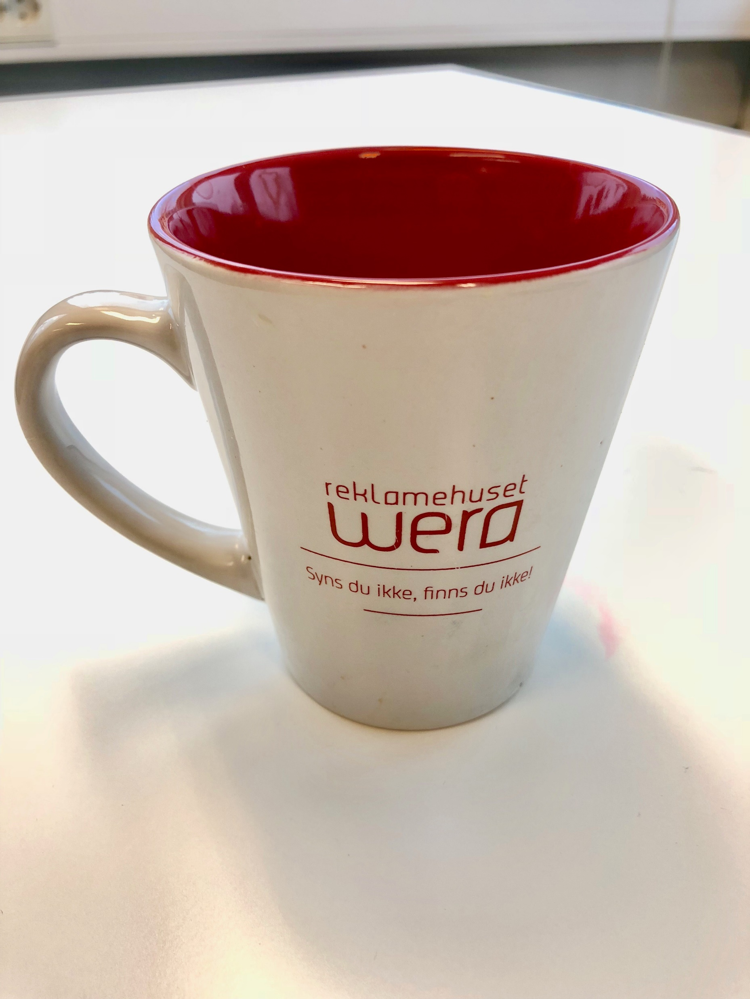 reklamehuset
wera
Syns du ikke, finns du ikke!